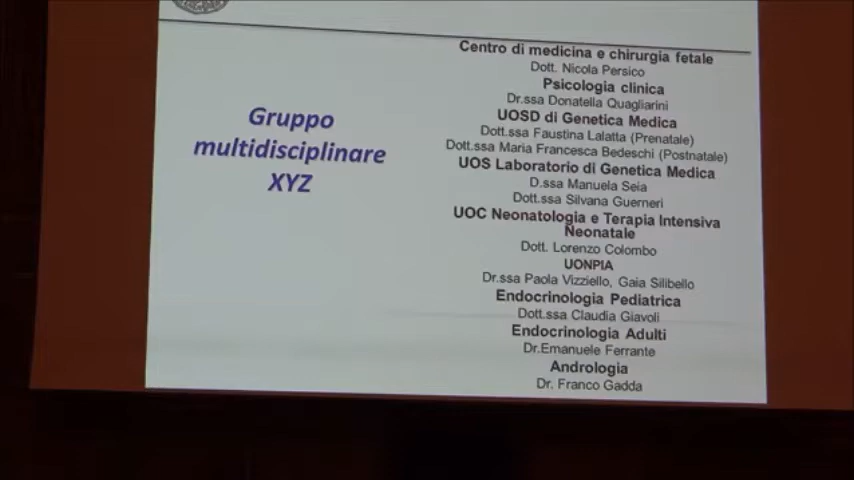 Gruppo
multidisciplinare
XYZ
Centro di medicina e chirurgia fetale
Dott. Nicola Persico
Psicologia clinica
Dr.ssa Donatella Quagliarini
UOSD di Genetica Medica
Dott.ssa Faustina Lalatta (Prenatale)
Dott.ssa Maria Francesca Bedeschi (Postnatale)
UOS Laboratorio di Genetica Medica
D.ssa Manuela Seia
Dott.ssa Silvana Guerneri
UOC Neonatologia e Terapia Intensiva
Neonatale
Dott. Lorenzo Colombo
UONPIA
Dr.ssa Paola Vizziello, Gaia Silibello
Endocrinologia Pediatrica
Dott.ssa Claudia Giavoli
Endocrinologia Adulti
Dr.Emanuele Ferrante
Andrologia
Dr. Franco Gadda